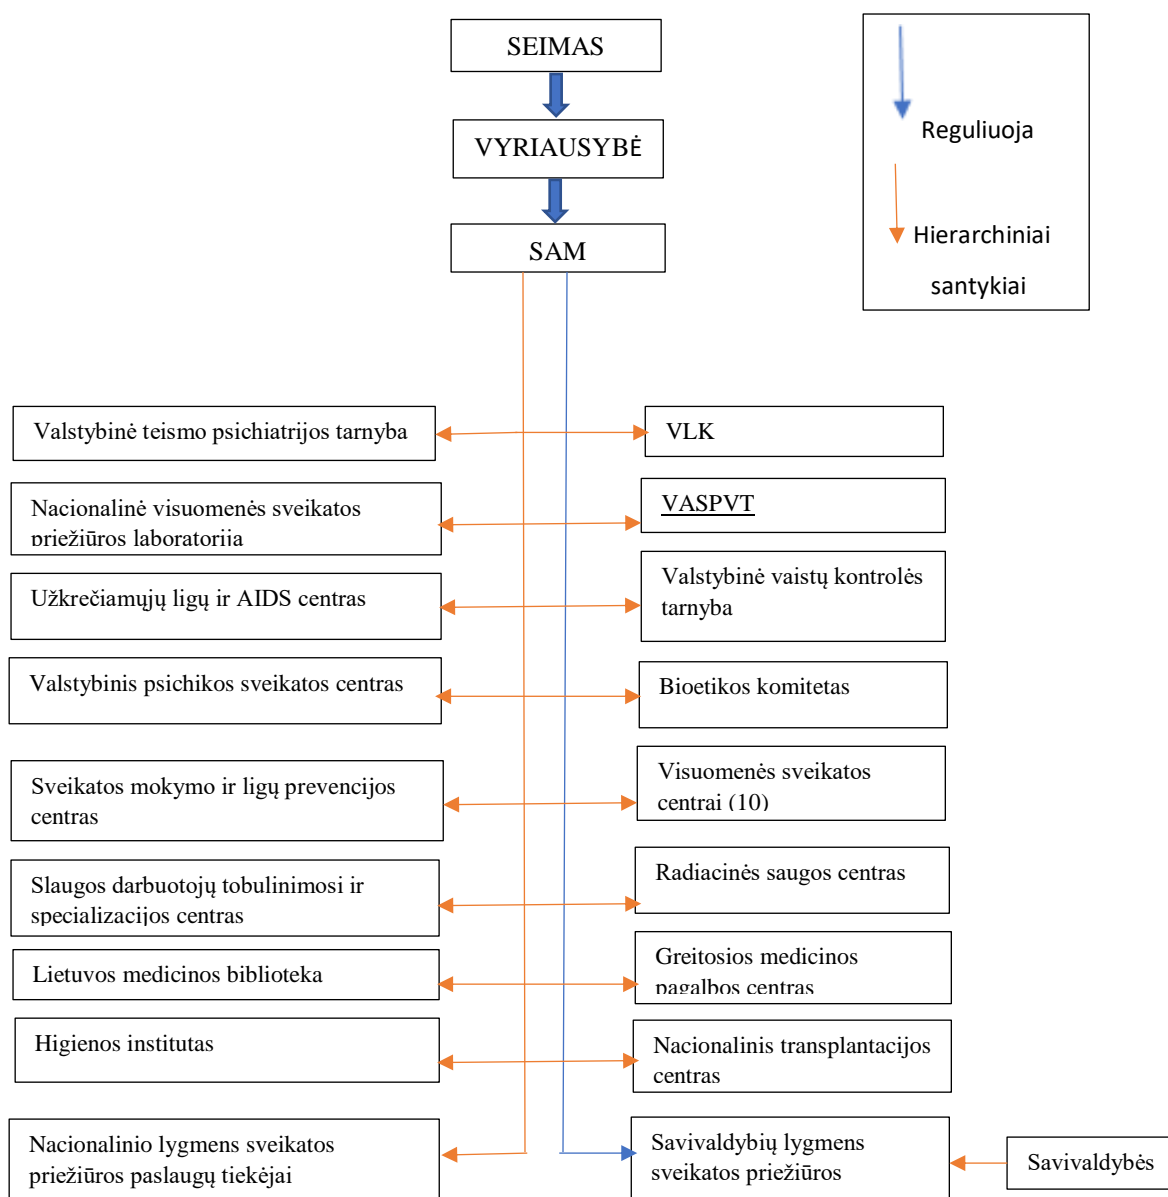 SEIMAS
VYRIAUSYBĖ
SAM
Reguliuoja
Hierarchiniai
santykiai
Valstybinė teismo psichiatrijos tarnyba
VLK
Nacionalinė visuomenės sveikatos
priežiūros laboratorija
VASPVT
Užkrečiamųjų ligų ir AIDS centras
Valstybinė vaistų kontrolės
tarnyba
Valstybinis psichikos sveikatos centras
Bioetikos komitetas
Sveikatos mokymo ir ligų prevencijos
centras
Visuomenės sveikatos
centrai (10)
Slaugos darbuotojų tobulinimosi ir
specializacijos centras
Radiacinės saugos centras
Lietuvos medicinos biblioteka
Greitosios medicinos
pagalbos centras
Higienos institutas
Nacionalinis transplantacijos
centras
Nacionalinio lygmens sveikatos
priežiūros paslaugų tiekėjai
Savivaldybių lygmens
sveikatos priežiūros
Savivaldybės